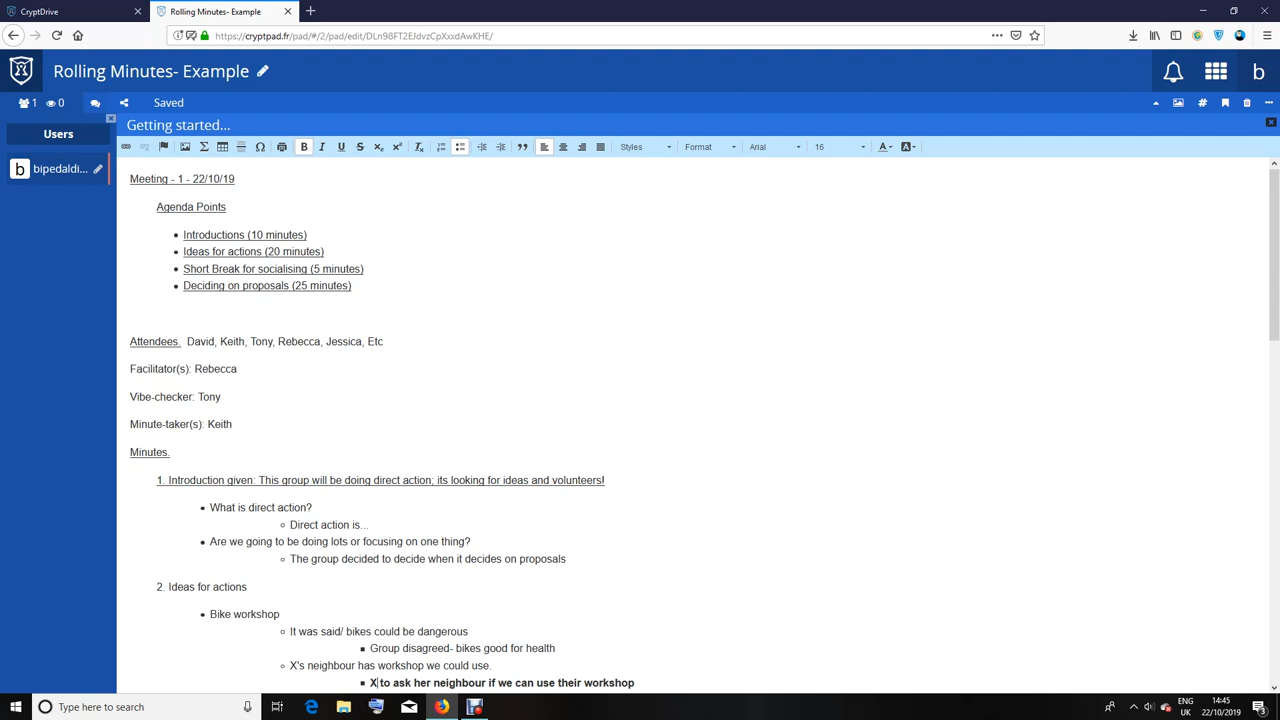 CryptDrive
Rolling Minutes- Example
https://cryptpad.fr/pad/#/2/pad/edit/DLn98FT2EJdvzCpXxxdAwKHE/
Rolling Minutes- Example
b
1 0 Saved
Users
Getting started...
Styles Format Arial 16
b bipedaldi...
Meeting - 1 - 22/10/19
Agenda Points
Introductions (10 minutes)
Ideas for actions (20 minutes)
Short Break for socialising (5 minutes)
Deciding on proposals (25 minutes)
Attendees. David, Keith, Tony, Rebecca, Jessica, Etc
Facilitator(s): Rebecca
Vibe-checker: Tony
Minute-taker(s): Keith
Minutes.
1. Introduction given: This group will be doing direct action; its looking for ideas and volunteers!
What is direct action?
Direct action is...
Are we going to be doing lots or focusing on one thing?
The group decided to decide when it decides on proposals
2. Ideas for actions
Bike workshop
It was said/ bikes could be dangerous
Group disagreed- bikes good for health
X's neighbour has workshop we could use.
X to ask her neighbour if we can use their workshop
Type here to search
ENG
UK
14:45
22/10/2019
3